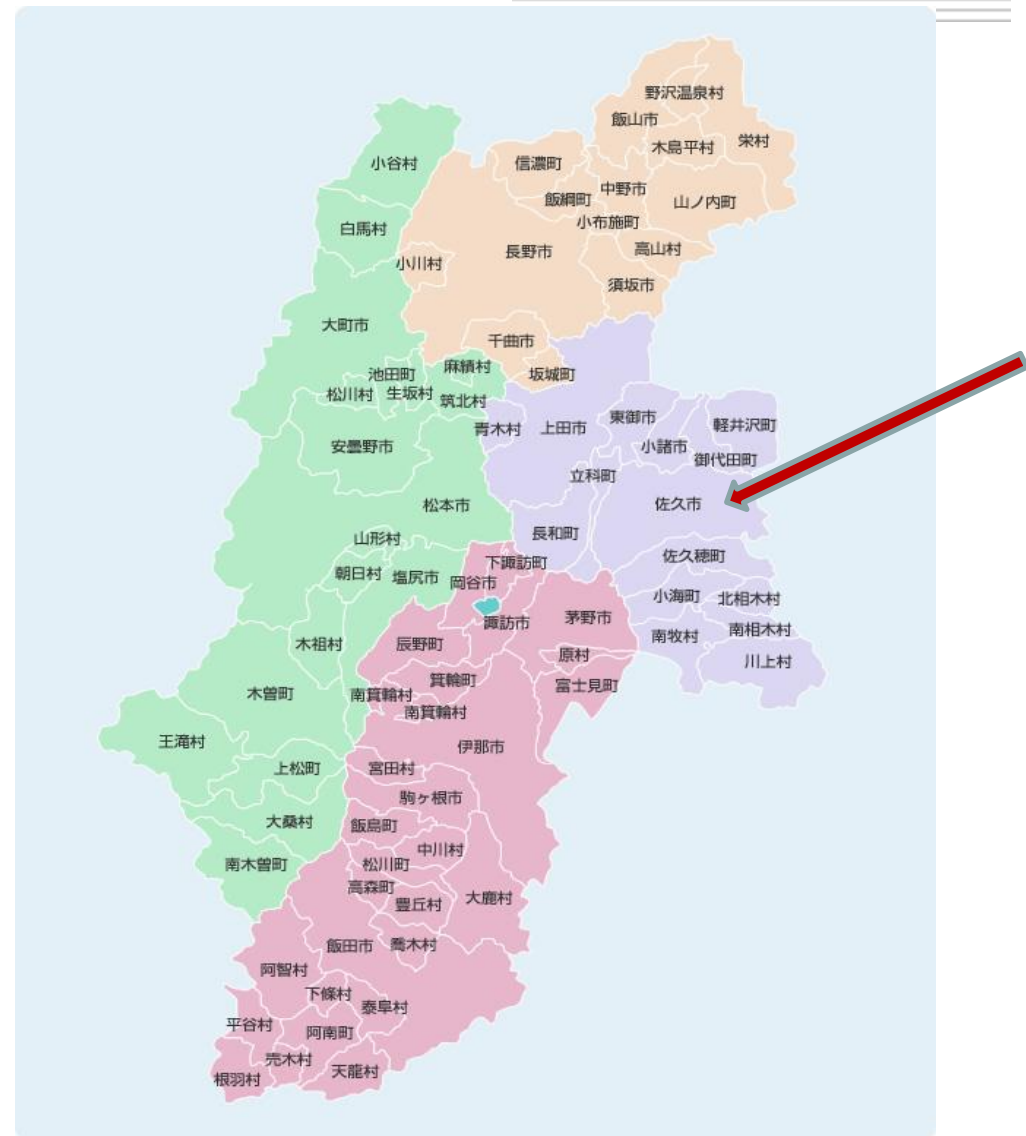 野沢温泉村
飯山市
木島平村
栄村
小谷村
信濃町
飯綱町
中野市
山ノ内町
小布施町
白馬村
長野市
高山村
小川村
須坂市
大町市
千曲市
麻績村
坂城町
池田町
松川村
生坂村
筑北村
東御市
軽井沢町
青木村
上田市
小諸市
御代田町
安曇野市
立科町
松本市
佐久市
山形村
長和町
佐久穂町
下諏訪町
朝日村
塩尻市
岡谷市
小海町
北相木村
諏訪市
茅野市
南牧村
南相木村
木祖村
辰野町
原村
川上村
箕輪町
富士見町
木曽町
南箕輪村
南箕輪村
王滝村
伊那市
上松町
宮田村
駒ヶ根市
大桑村
飯島町
中川村
南木曽町
松川町
高森町
豊丘村
大鹿村
飯田市
喬木村
阿智村
下條村
泰阜村
平谷村
阿南町
売木村
天龍村
根羽村